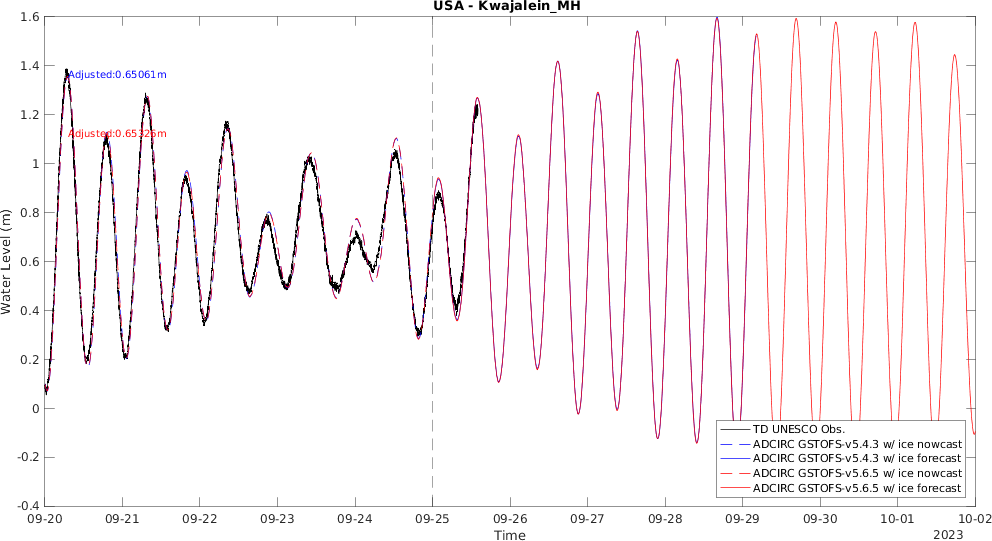 USA - Kwajalein_MH
1.6
1.4
1.2
1
0.8
0.6
0.4
0.2
0
-0.2
-0.4
Water Level (m)
Adjusted:0.65061m
Adjusted:0.65326m
TD UNESCO Obs.
ADCIRC GSTOFS-v5.4.3 w/ ice nowcast
ADCIRC GSTOFS-v5.4.3 w/ ice forecast
ADCIRC GSTOFS-v5.6.5 w/ ice nowcast
ADCIRC GSTOFS-v5.6.5 w/ ice forecast
09-20 09-21 09-22 09-23 09-24 09-25 09-26 09-27 09-28 09-29 09-30 10-01 10-02
Time
2023